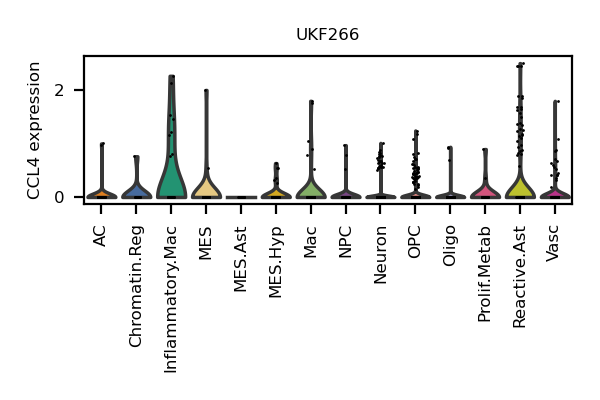 UKF266
CCL4 expression
2
0
AC
Chromatin.Reg
Inflammatory.Mac
MES
MES.Ast
MES.Hyp
Mac
NPC
Neuron
OPC
Oligo
Prolif.Metab
Reactive.Ast
Vasc